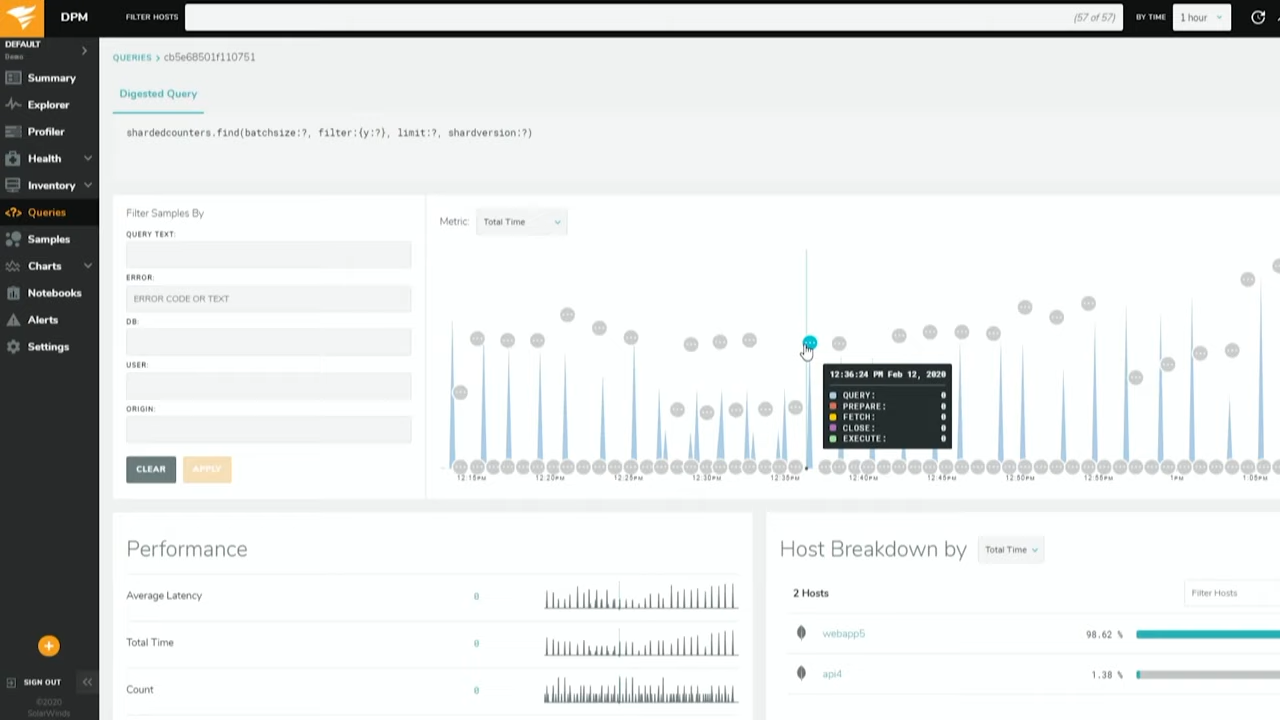 DPM
FILTER HOSTS
(57 of 57)
BY TIME
1 hour
DEFAULT
Demo
Summary
Explorer
Profiler
Health
Inventory
Queries
Samples
Charts
Notebooks
Alerts
Settings
SIGN OUT
©2020
SolarWinds
QUERIES > cb5e68501f110751
Digested Query
shardedcounters.find(batchsize:?, filter:{y:?}, limit:?, shardversion:?)
Filter Samples By
QUERY TEXT:
ERROR:
ERROR CODE OR TEXT
DB:
USER:
ORIGIN:
CLEAR
APPLY
Metric:
Total Time
12:36:24 PM Feb 12, 2020
QUERY: 0
PREPARE: 0
FETCH: 0
CLOSE: 0
EXECUTE: 0
12:15PM 12:20PM 12:25PM 12:30PM 12:35PM 12:40PM 12:45PM 12:50PM 12:55PM 1PM 1:05PM
Performance
Average Latency 0
Total Time 0
Count 0
Host Breakdown by
Total Time
2 Hosts
Filter Hosts
webapp5 98.62 %
api4 1.38 %